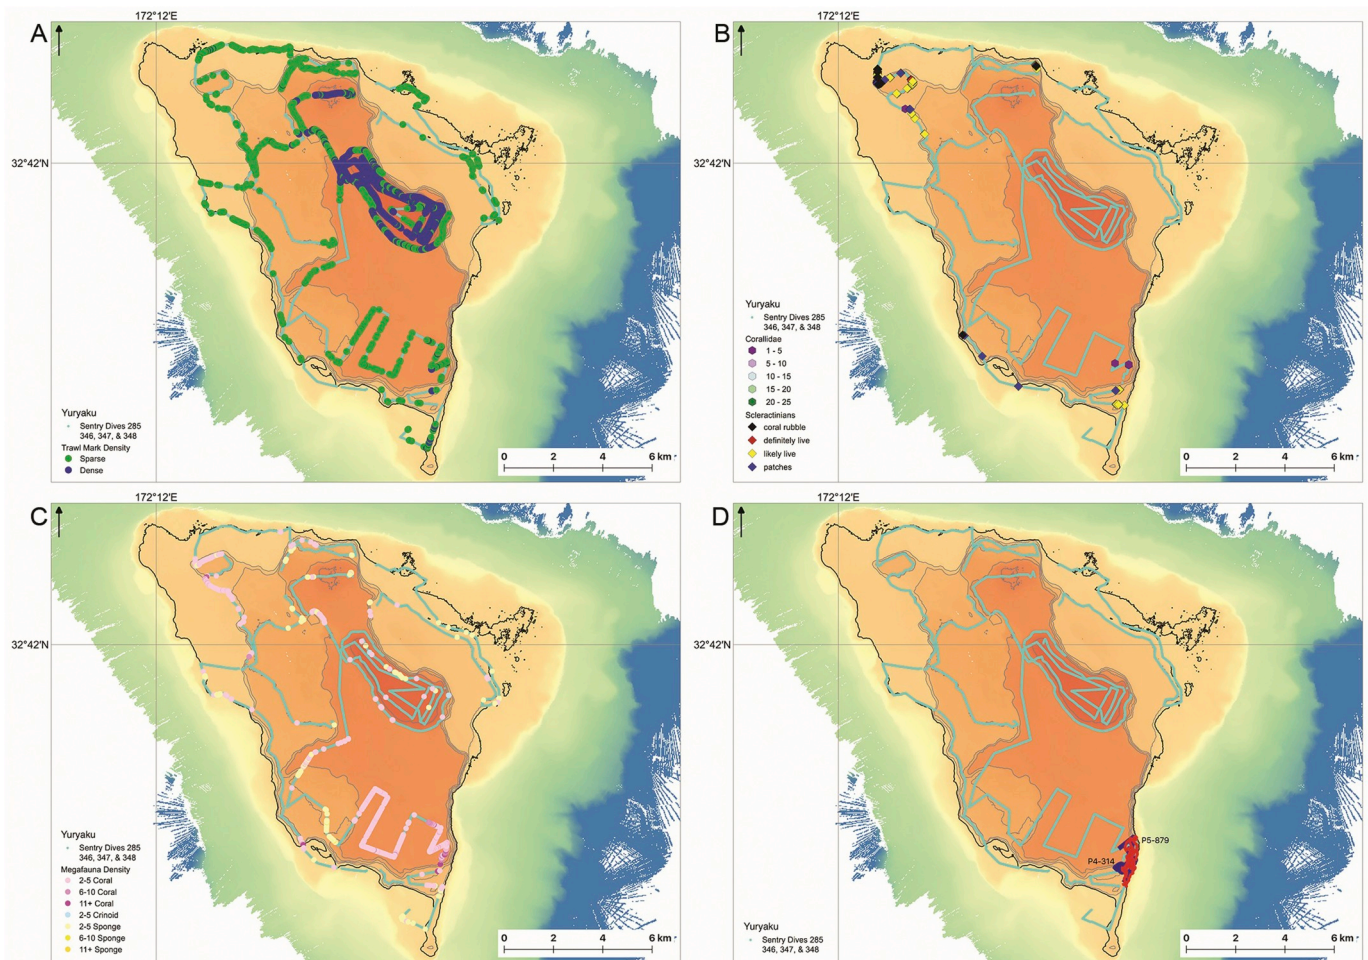 A
172°12'E
32°42'N
Yuryaku
Sentry Dives 285
346, 347, & 348
Trawl Mark Density
Sparse
Dense
0 2 4 6 km
B
172°12'E
32°42'N
Yuryaku
Sentry Dives 285
346, 347, & 348
Corallidae
1 - 5
5 - 10
10 - 15
15 - 20
20 - 25
Scleractinians
coral rubble
definitely live
likely live
patches
0 2 4 6 km
C
172°12'E
32°42'N
Yuryaku
Sentry Dives 285
346, 347, & 348
Megafauna Density
2-5 Coral
6-10 Coral
11+ Coral
2-5 Crinoid
2-5 Sponge
6-10 Sponge
11+ Sponge
0 2 4 6 km
D
172°12'E
32°42'N
P5-879
P4-314
Yuryaku
Sentry Dives 285
346, 347, & 348
0 2 4 6 km